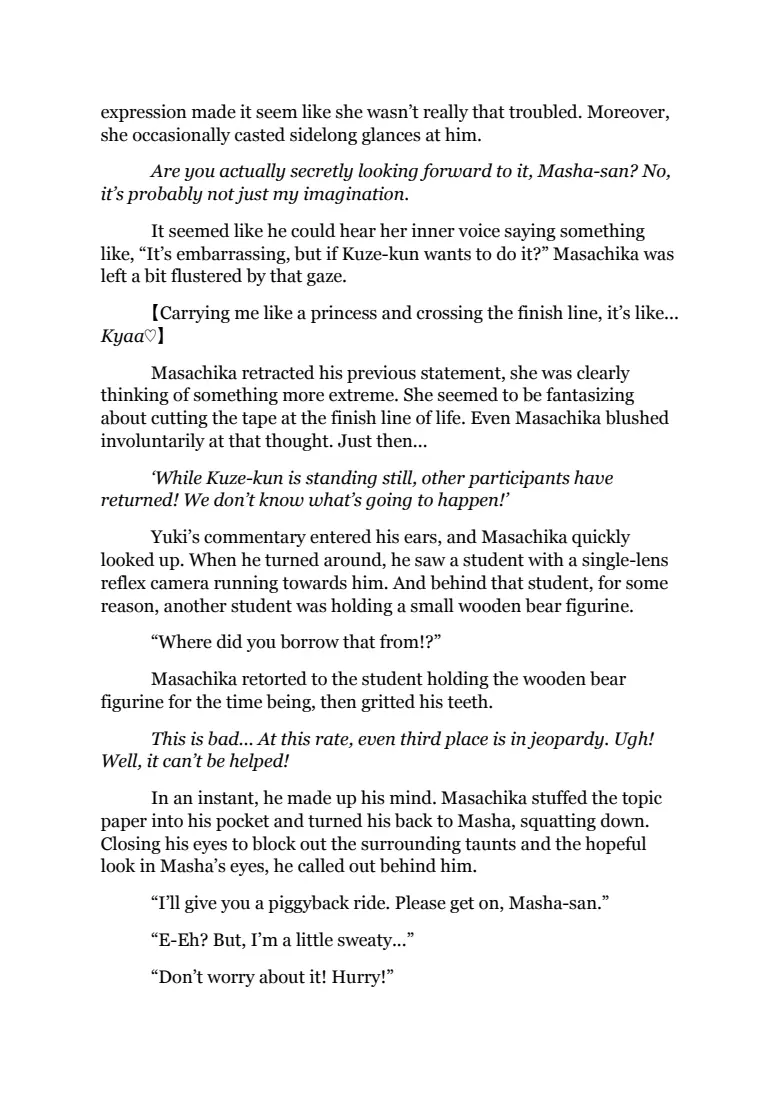 expression made it seem like she wasn’t really that troubled. Moreover,
she occasionally casted sidelong glances at him.
Are you actually secretly looking forward to it, Masha-san? No,
it’s probably not just my imagination.
It seemed like he could hear her inner voice saying something
like, “It’s embarrassing, but if Kuze-kun wants to do it?” Masachika was
left a bit flustered by that gaze.
【Carrying me like a princess and crossing the finish line, it’s like...
Kyaa♡】
Masachika retracted his previous statement, she was clearly
thinking of something more extreme. She seemed to be fantasizing
about cutting the tape at the finish line of life. Even Masachika blushed
involuntarily at that thought. Just then...
‘While Kuze-kun is standing still, other participants have
returned! We don’t know what’s going to happen!’
Yuki’s commentary entered his ears, and Masachika quickly
looked up. When he turned around, he saw a student with a single-lens
reflex camera running towards him. And behind that student, for some
reason, another student was holding a small wooden bear figurine.
“Where did you borrow that from!?”
Masachika retorted to the student holding the wooden bear
figurine for the time being, then gritted his teeth.
This is bad... At this rate, even third place is in jeopardy. Ugh!
Well, it can’t be helped!
In an instant, he made up his mind. Masachika stuffed the topic
paper into his pocket and turned his back to Masha, squatting down.
Closing his eyes to block out the surrounding taunts and the hopeful
look in Masha’s eyes, he called out behind him.
“I’ll give you a piggyback ride. Please get on, Masha-san.”
“E-Eh? But, I’m a little sweaty...”
“Don’t worry about it! Hurry!”